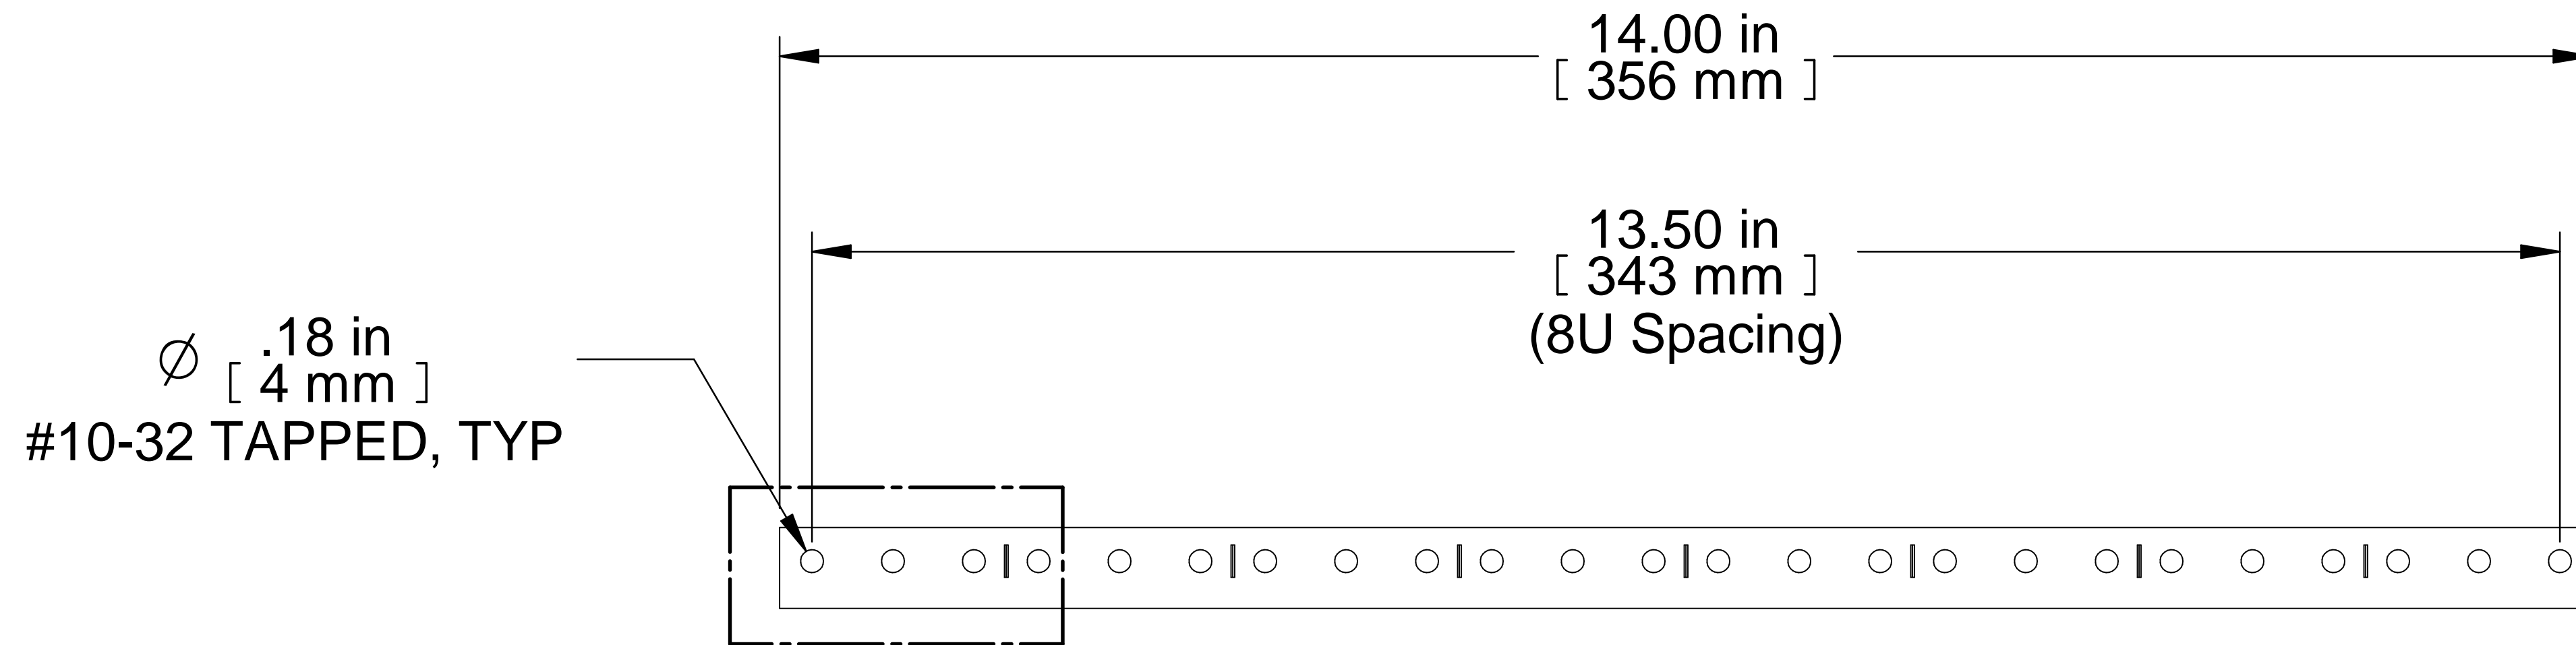 14.00 in
[ 356 mm ]
13.50 in
[ 343 mm ]
(8U Spacing)
⌀ .18 in
[ 4 mm ]
#10-32 TAPPED, TYP